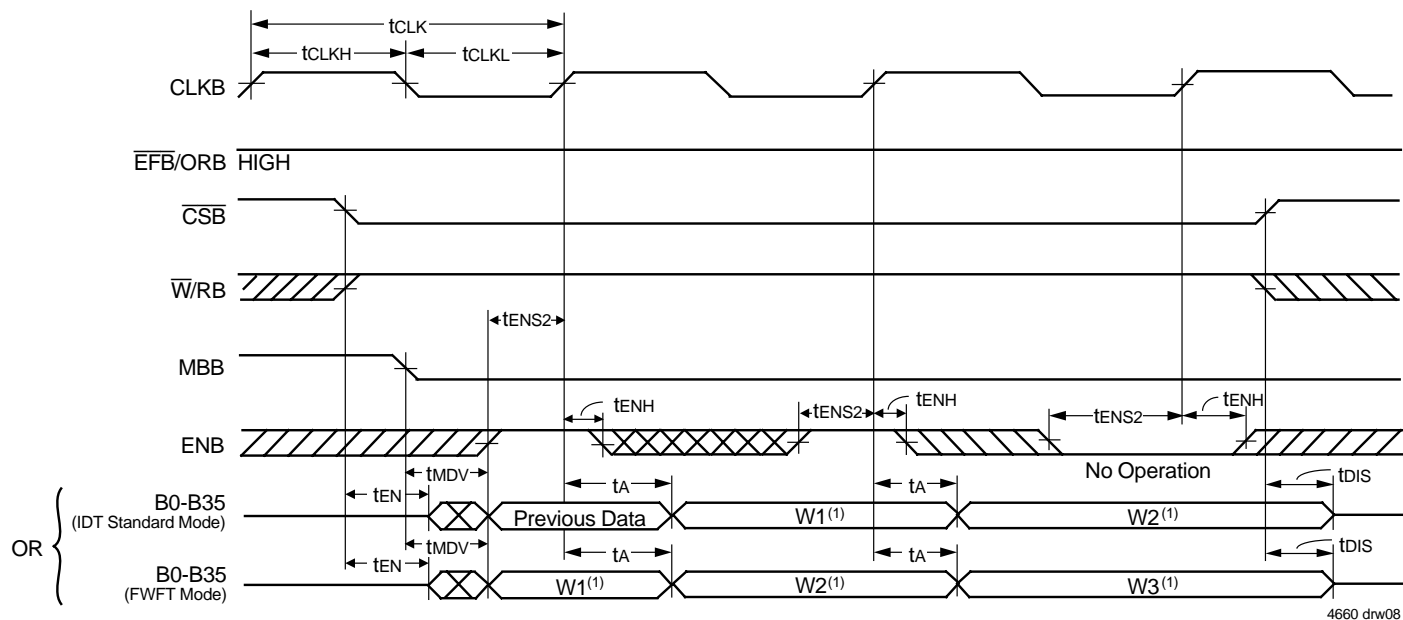 tCLK
tCLKH
tCLKL
CLKB
EFB/ORB HIGH
CSB
W/RB
tENS2
MBB
tENH
tENS2
tENH
tENS2
tENH
ENB
No Operation
tMDV
tEN
tA
tA
tDIS
B0-B35
(IDT Standard Mode)
Previous Data
W1(1)
W2(1)
OR
tMDV
tEN
tA
tA
tDIS
B0-B35
(FWFT Mode)
W1(1)
W2(1)
W3(1)
4660 drw08